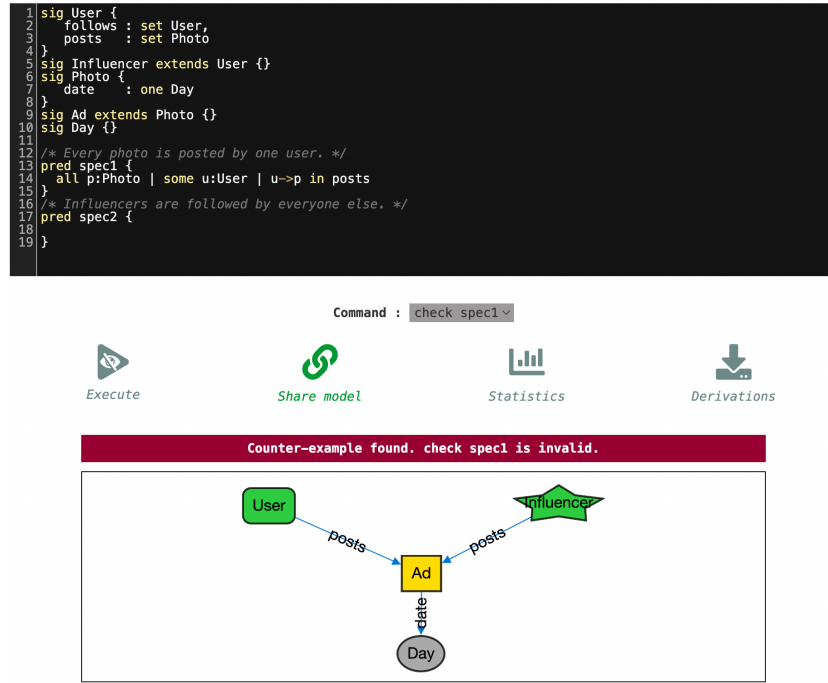 1 sig User {
2    follows : set User,
3    posts   : set Photo
4 }
5 sig Influencer extends User {}
6 sig Photo {
7    date    : one Day
8 }
9 sig Ad extends Photo {}
10 sig Day {}
11
12 /* Every photo is posted by one user. */
13 pred spec1 {
14   all p:Photo | some u:User | u->p in posts
15 }
16 /* Influencers are followed by everyone else. */
17 pred spec2 {
18
19 }
Command : check spec1
Execute Share model Statistics Derivations
Counter-example found. check spec1 is invalid.
User Influencer
posts posts
Ad
date
Day